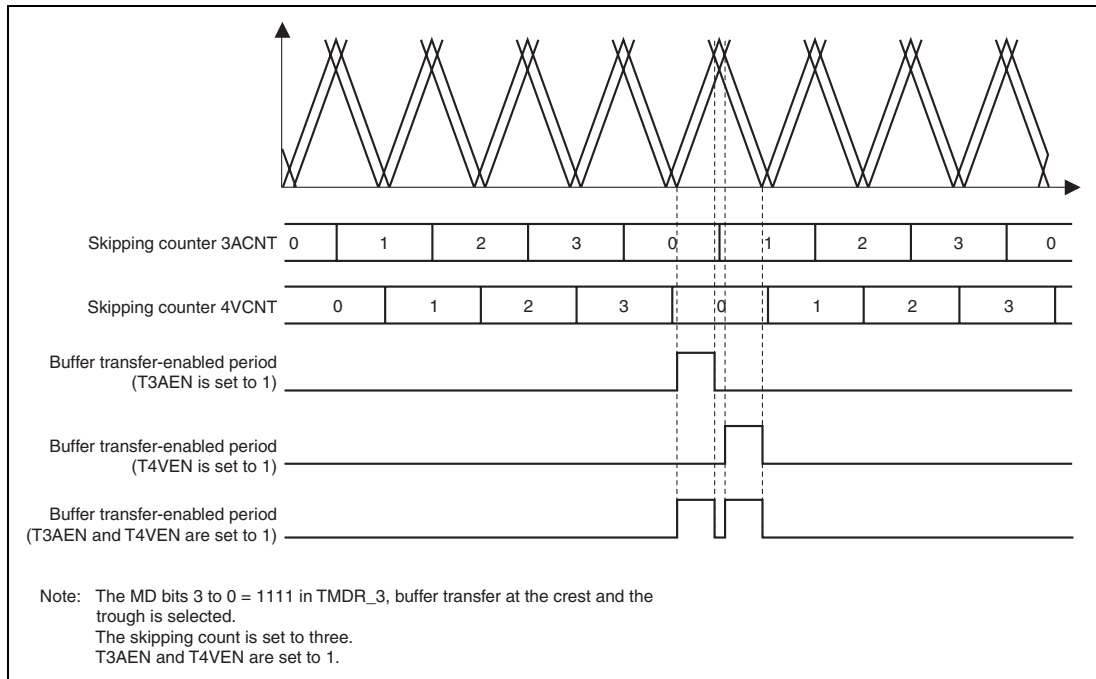 Skipping counter 3ACNT 0 1 2 3 0 1 2 3 0
Skipping counter 4VCNT 0 1 2 3 0 1 2 3
Buffer transfer-enabled period
(T3AEN is set to 1)
Buffer transfer-enabled period
(T4VEN is set to 1)
Buffer transfer-enabled period
(T3AEN and T4VEN are set to 1)
Note: The MD bits 3 to 0 = 1111 in TMDR_3, buffer transfer at the crest and the
trough is selected.
The skipping count is set to three.
T3AEN and T4VEN are set to 1.